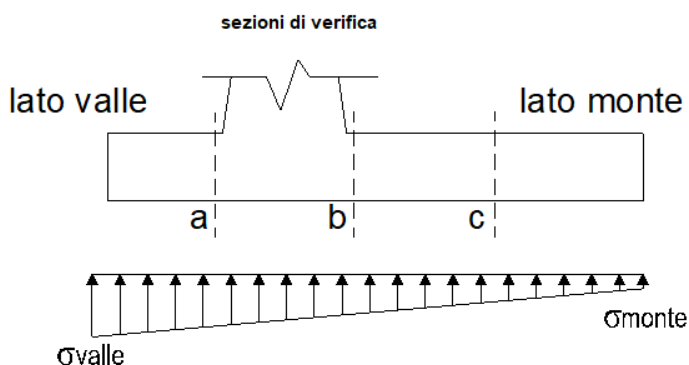 sezioni di verifica
lato valle
lato monte
a
b
c
σmonte
σvalle